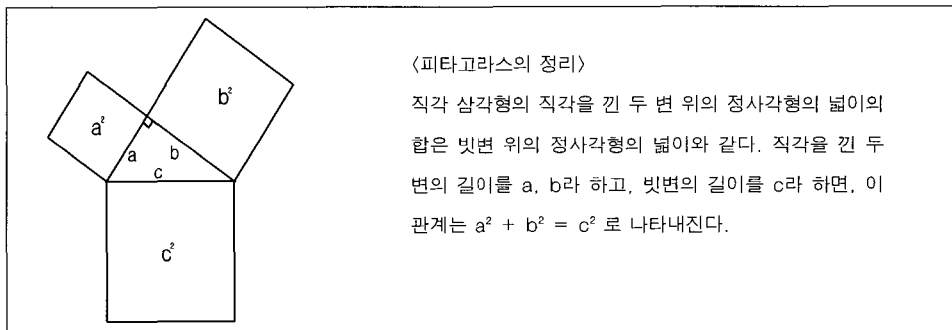 a²
b²
a
b
c
c²
〈피타고라스의 정리〉
직각 삼각형의 직각을 낀 두 변 위의 정사각형의 넓이의
합은 빗변 위의 정사각형의 넓이와 같다. 직각을 낀 두
변의 길이를 a, b라 하고, 빗변의 길이를 c라 하면, 이
관계는 a² + b² = c² 로 나타내진다.